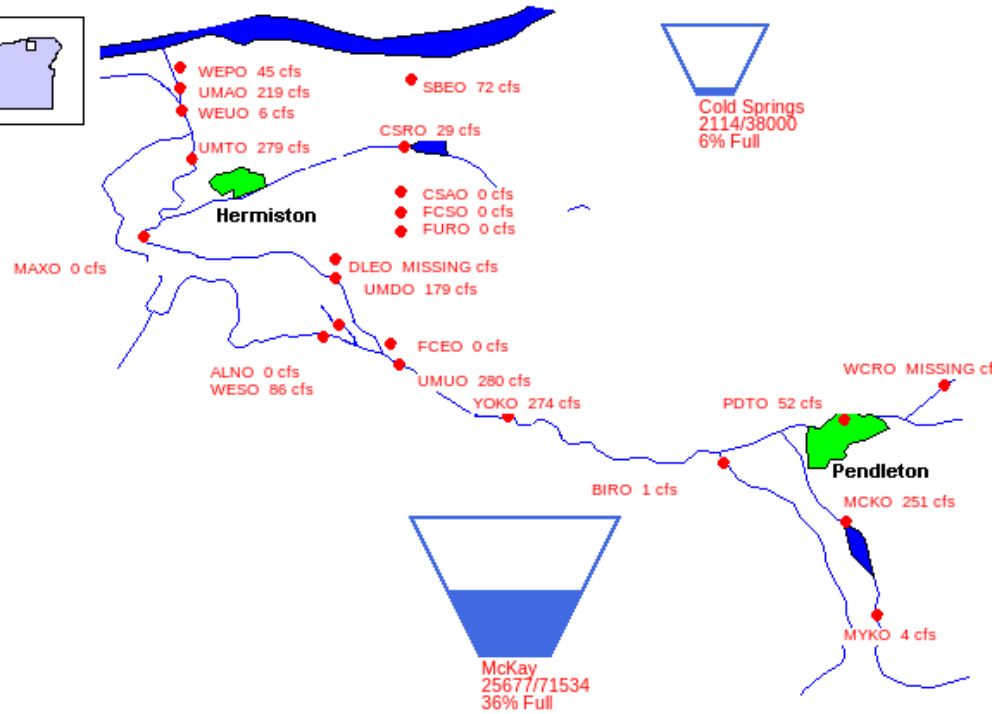 WEPO 45 cfs
UMAO 219 cfs
SBEO 72 cfs
WEUO 6 cfs
Cold Springs
2114/38000
6% Full
CSRO 29 cfs
UMTO 279 cfs
CSAO 0 cfs
FCSO 0 cfs
FURO 0 cfs
Hermiston
MAXO 0 cfs
DLEO MISSING cfs
UMDO 179 cfs
FCEO 0 cfs
ALNO 0 cfs
WESO 86 cfs
UMUO 280 cfs
YOKO 274 cfs
WCRO MISSING cf
PDTO 52 cfs
Pendleton
BIRO 1 cfs
MCKO 251 cfs
MYKO 4 cfs
McKay
25677/71534
36% Full